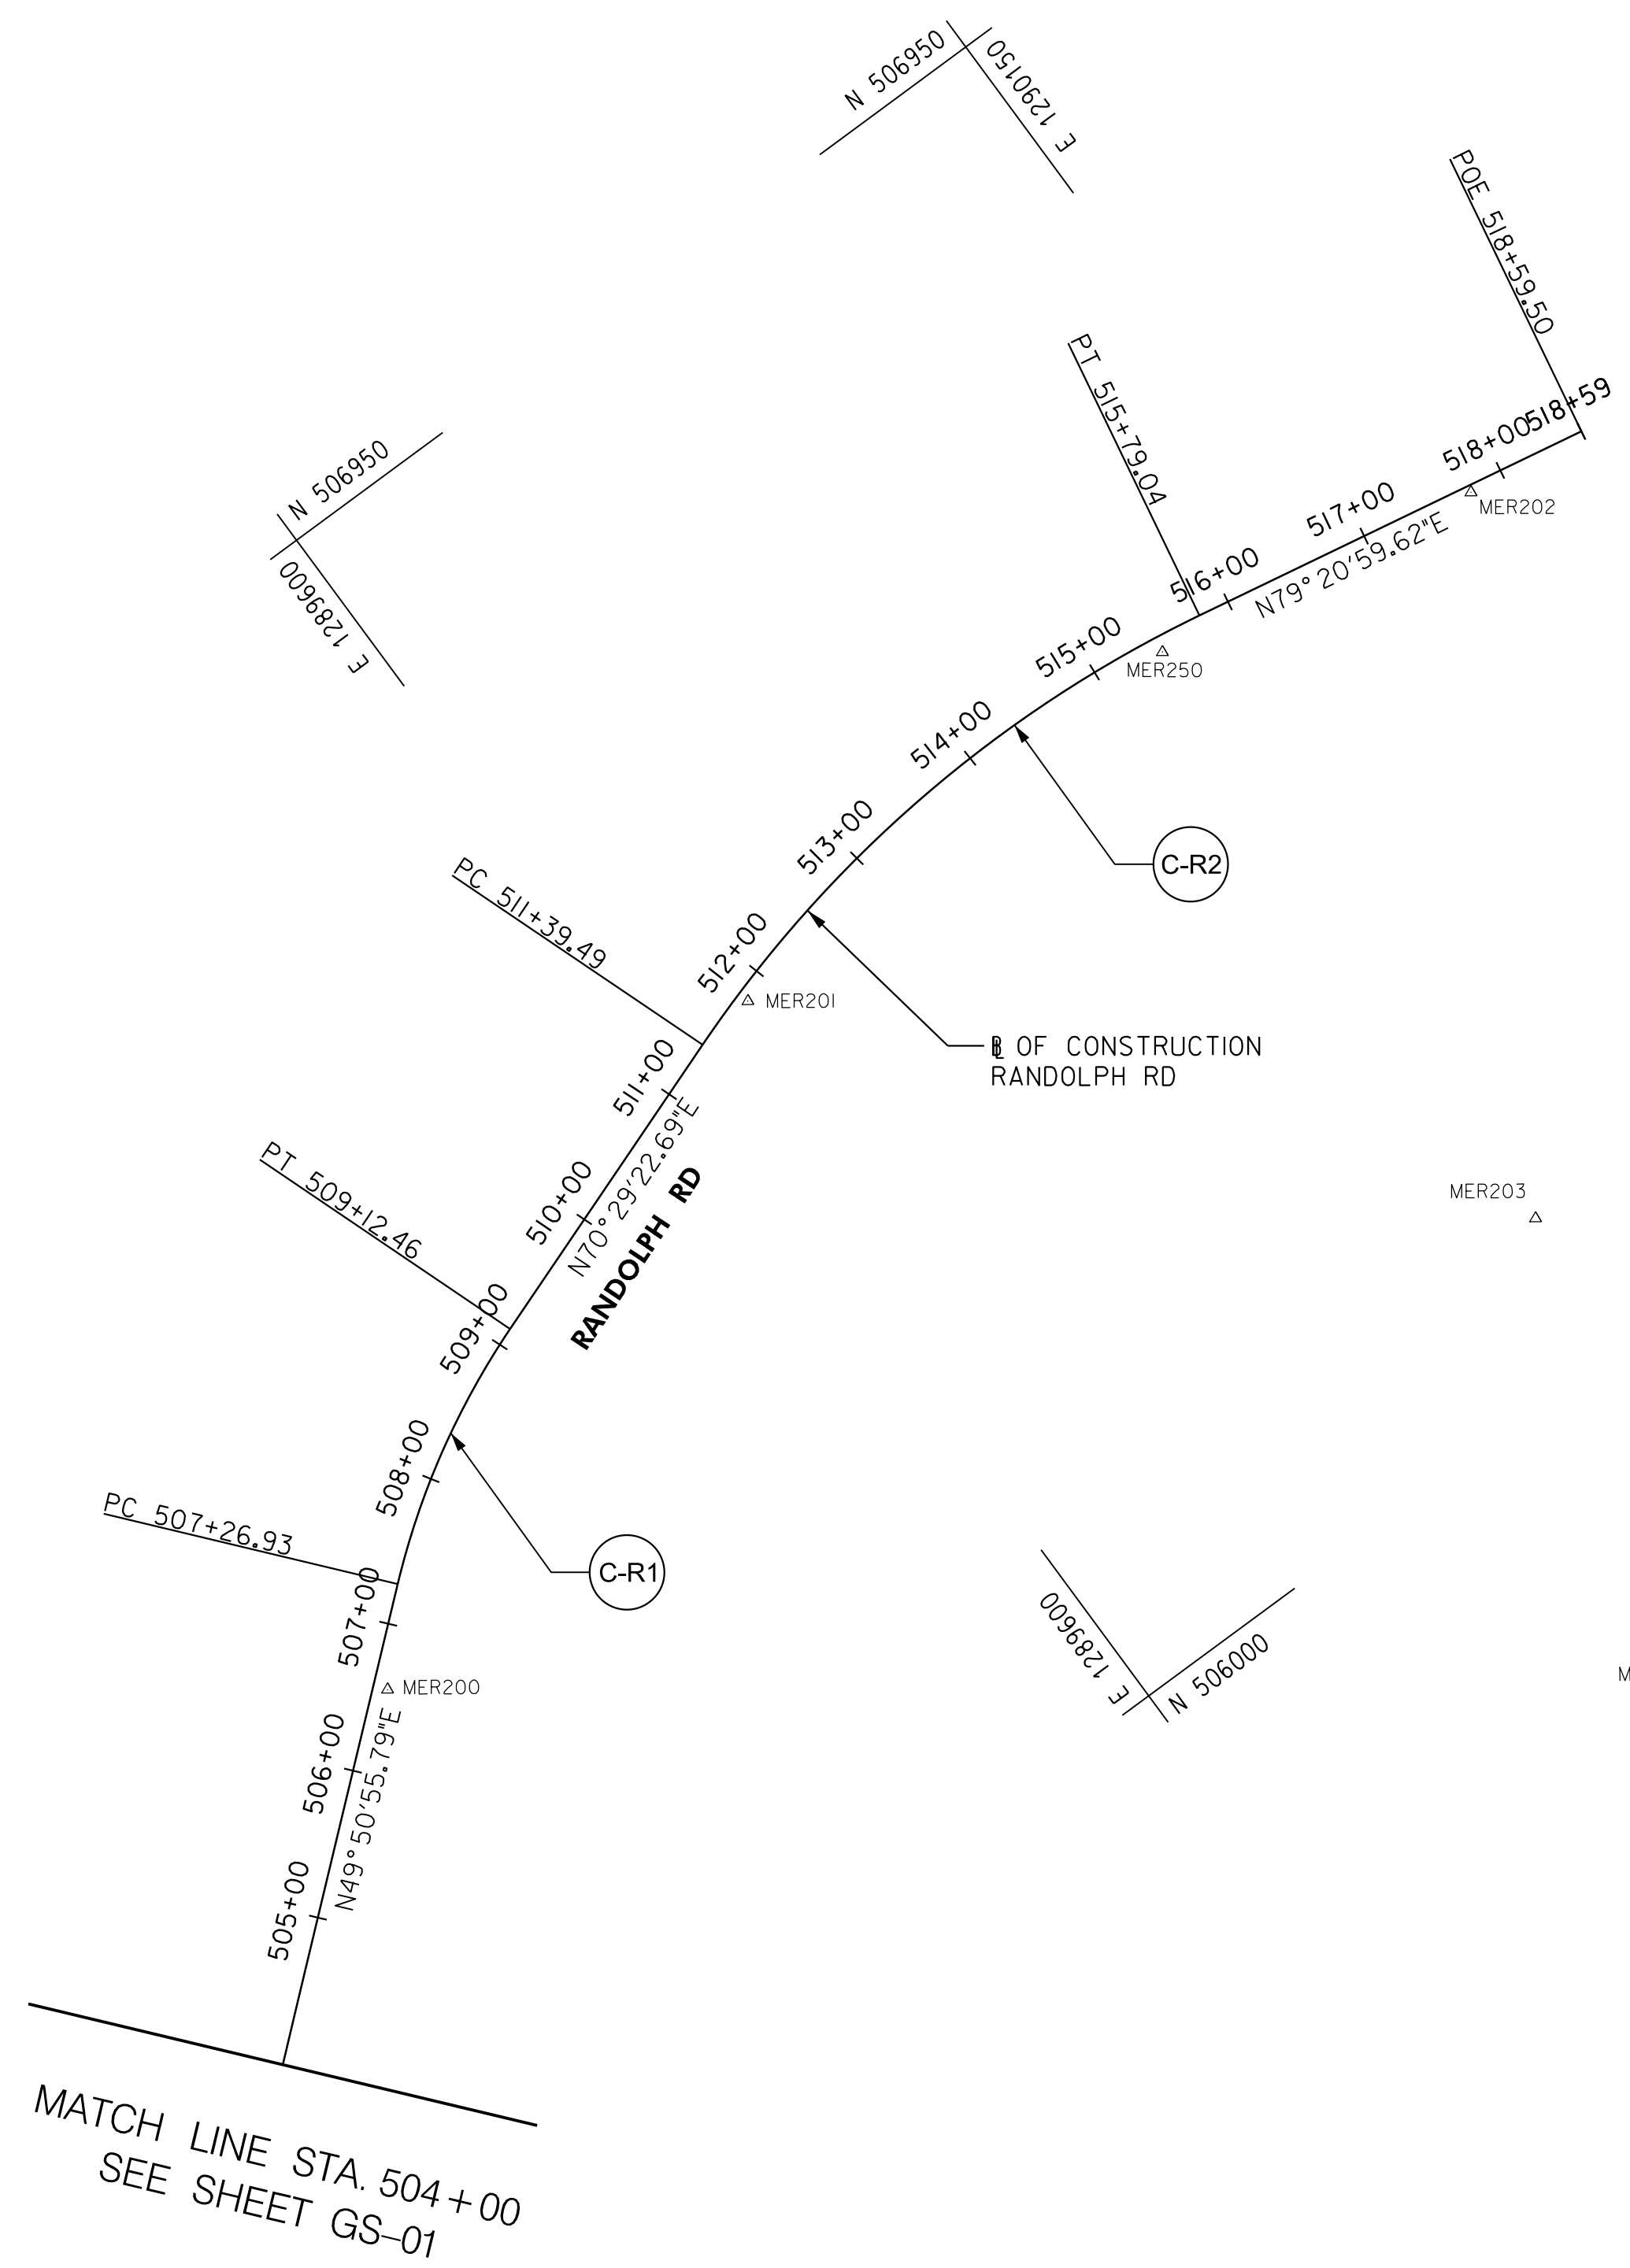 N 506950
E 1290150
POE 518+59.50
PT 515+79.04
518+59
518+00
MER202
517+00
N79°20'59.62"E
516+00
N 506950
E 1289600
515+00
MER250
514+00
513+00
C-R2
PC 511+39.49
512+00
MER201
BL OF CONSTRUCTION
RANDOLPH RD
511+00
N70°29'22.69"E
RANDOLPH RD
510+00
PT 509+12.46
MER203
509+00
508+00
PC 507+26.93
C-R1
507+00
E 1289600
N 506000
MER200
M
506+00
N49°50'55.79"E
505+00
MATCH LINE STA. 504+00
SEE SHEET GS-01